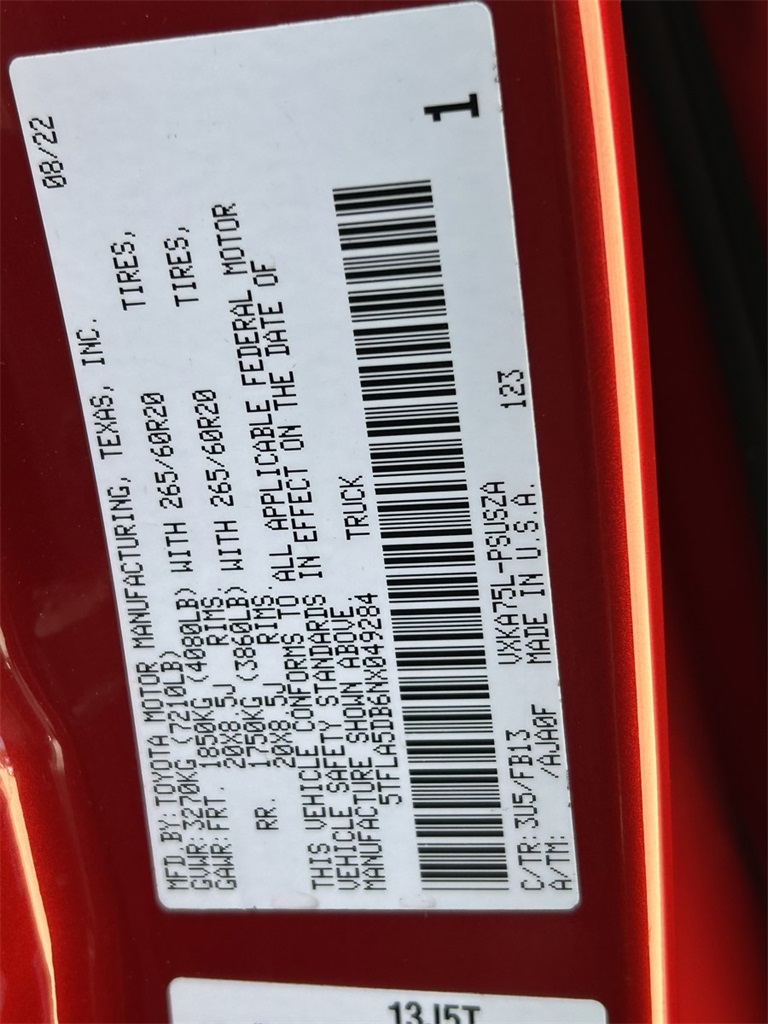 08/22
MFD. BY: TOYOTA MOTOR MANUFACTURING, TEXAS, INC.
GVWR: 3270KG (7210LB)
GAWR: FRT. 1850KG (4080LB) WITH 265/60R20 TIRES,
20X8.5J RIMS,
RR. 1750KG (3860LB) WITH 265/60R20 TIRES,
20X8.5J RIMS.
THIS VEHICLE CONFORMS TO ALL APPLICABLE FEDERAL MOTOR
VEHICLE SAFETY STANDARDS IN EFFECT ON THE DATE OF
MANUFACTURE SHOWN ABOVE.
5TFLA5DB6NX049284 TRUCK
1
C/TR: 3U5/FB13 VXKA75L-PSUSZA 123
A/TM: /AJA0F MADE IN U.S.A.
13J5T